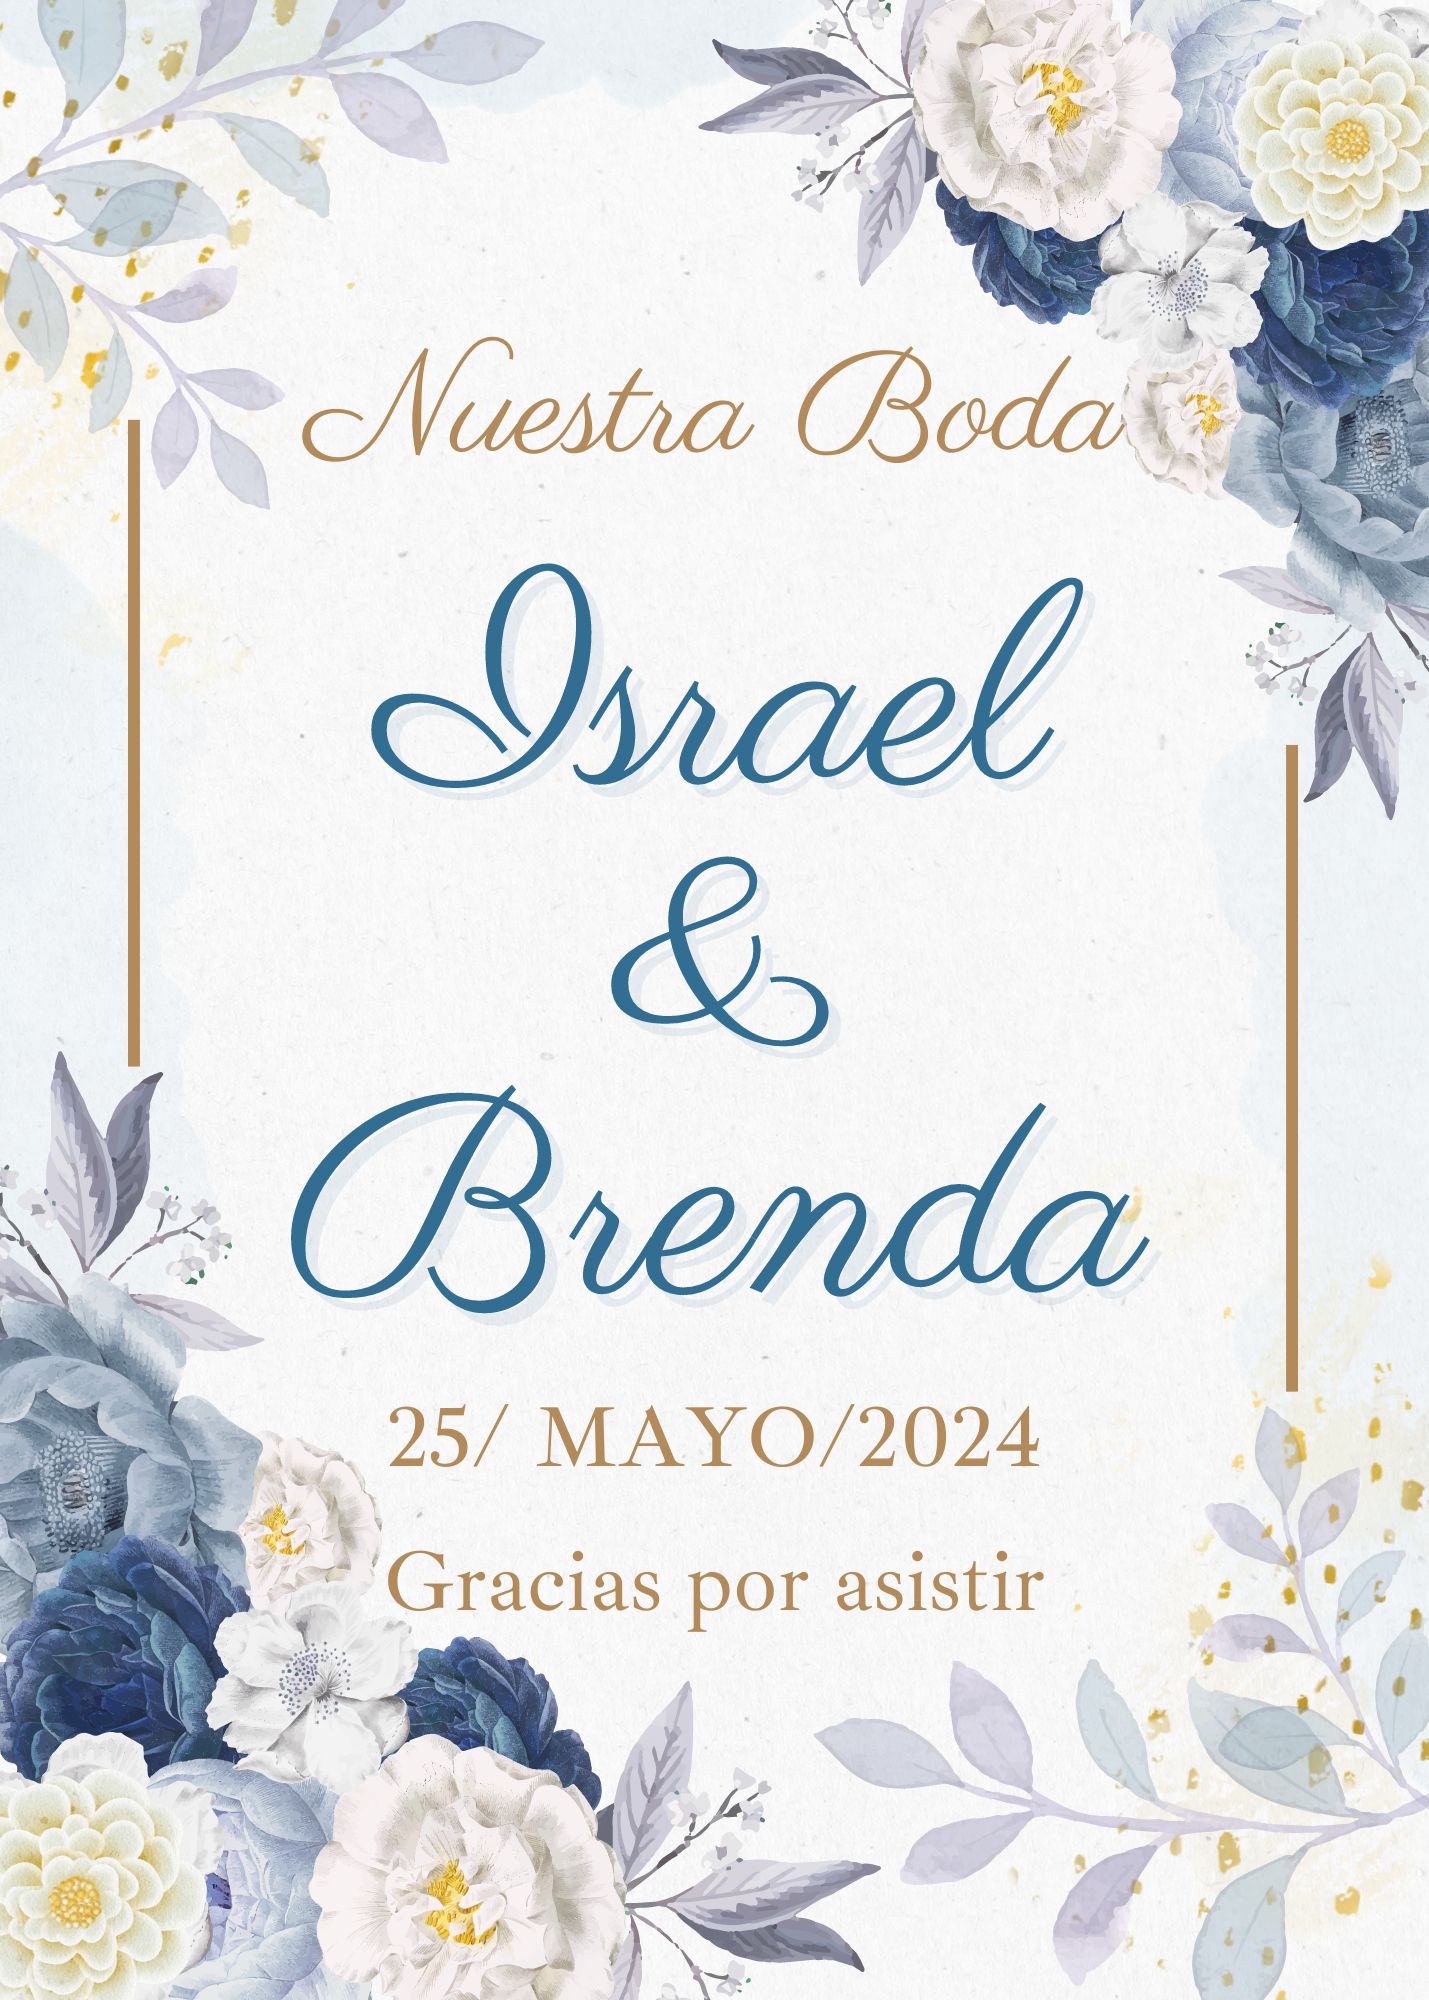 Nuestra Boda
Israel
&
Brenda
25/ MAYO/2024
Gracias por asistir